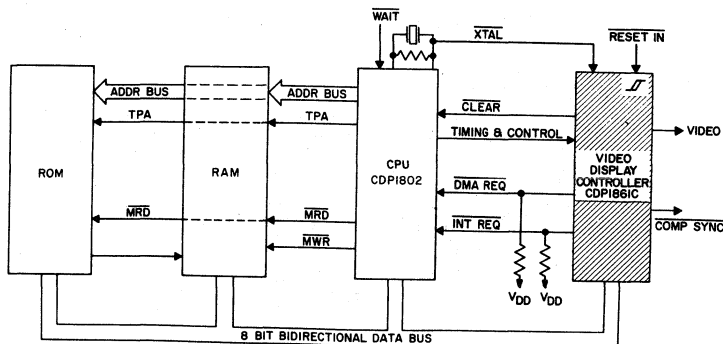 WAIT
XTAL
RESET IN
ADDR BUS
ADDR BUS
CLEAR
TPA
TPA
TIMING & CONTROL
VIDEO
ROM
RAM
CPU
CDP1802
VIDEO
DISPLAY
CONTROLLER
CDP1861C
DMA REQ
MRD
MRD
INT REQ
COMP SYNC
MWR
VDD
VDD
8 BIT BIDIRECTIONAL DATA BUS